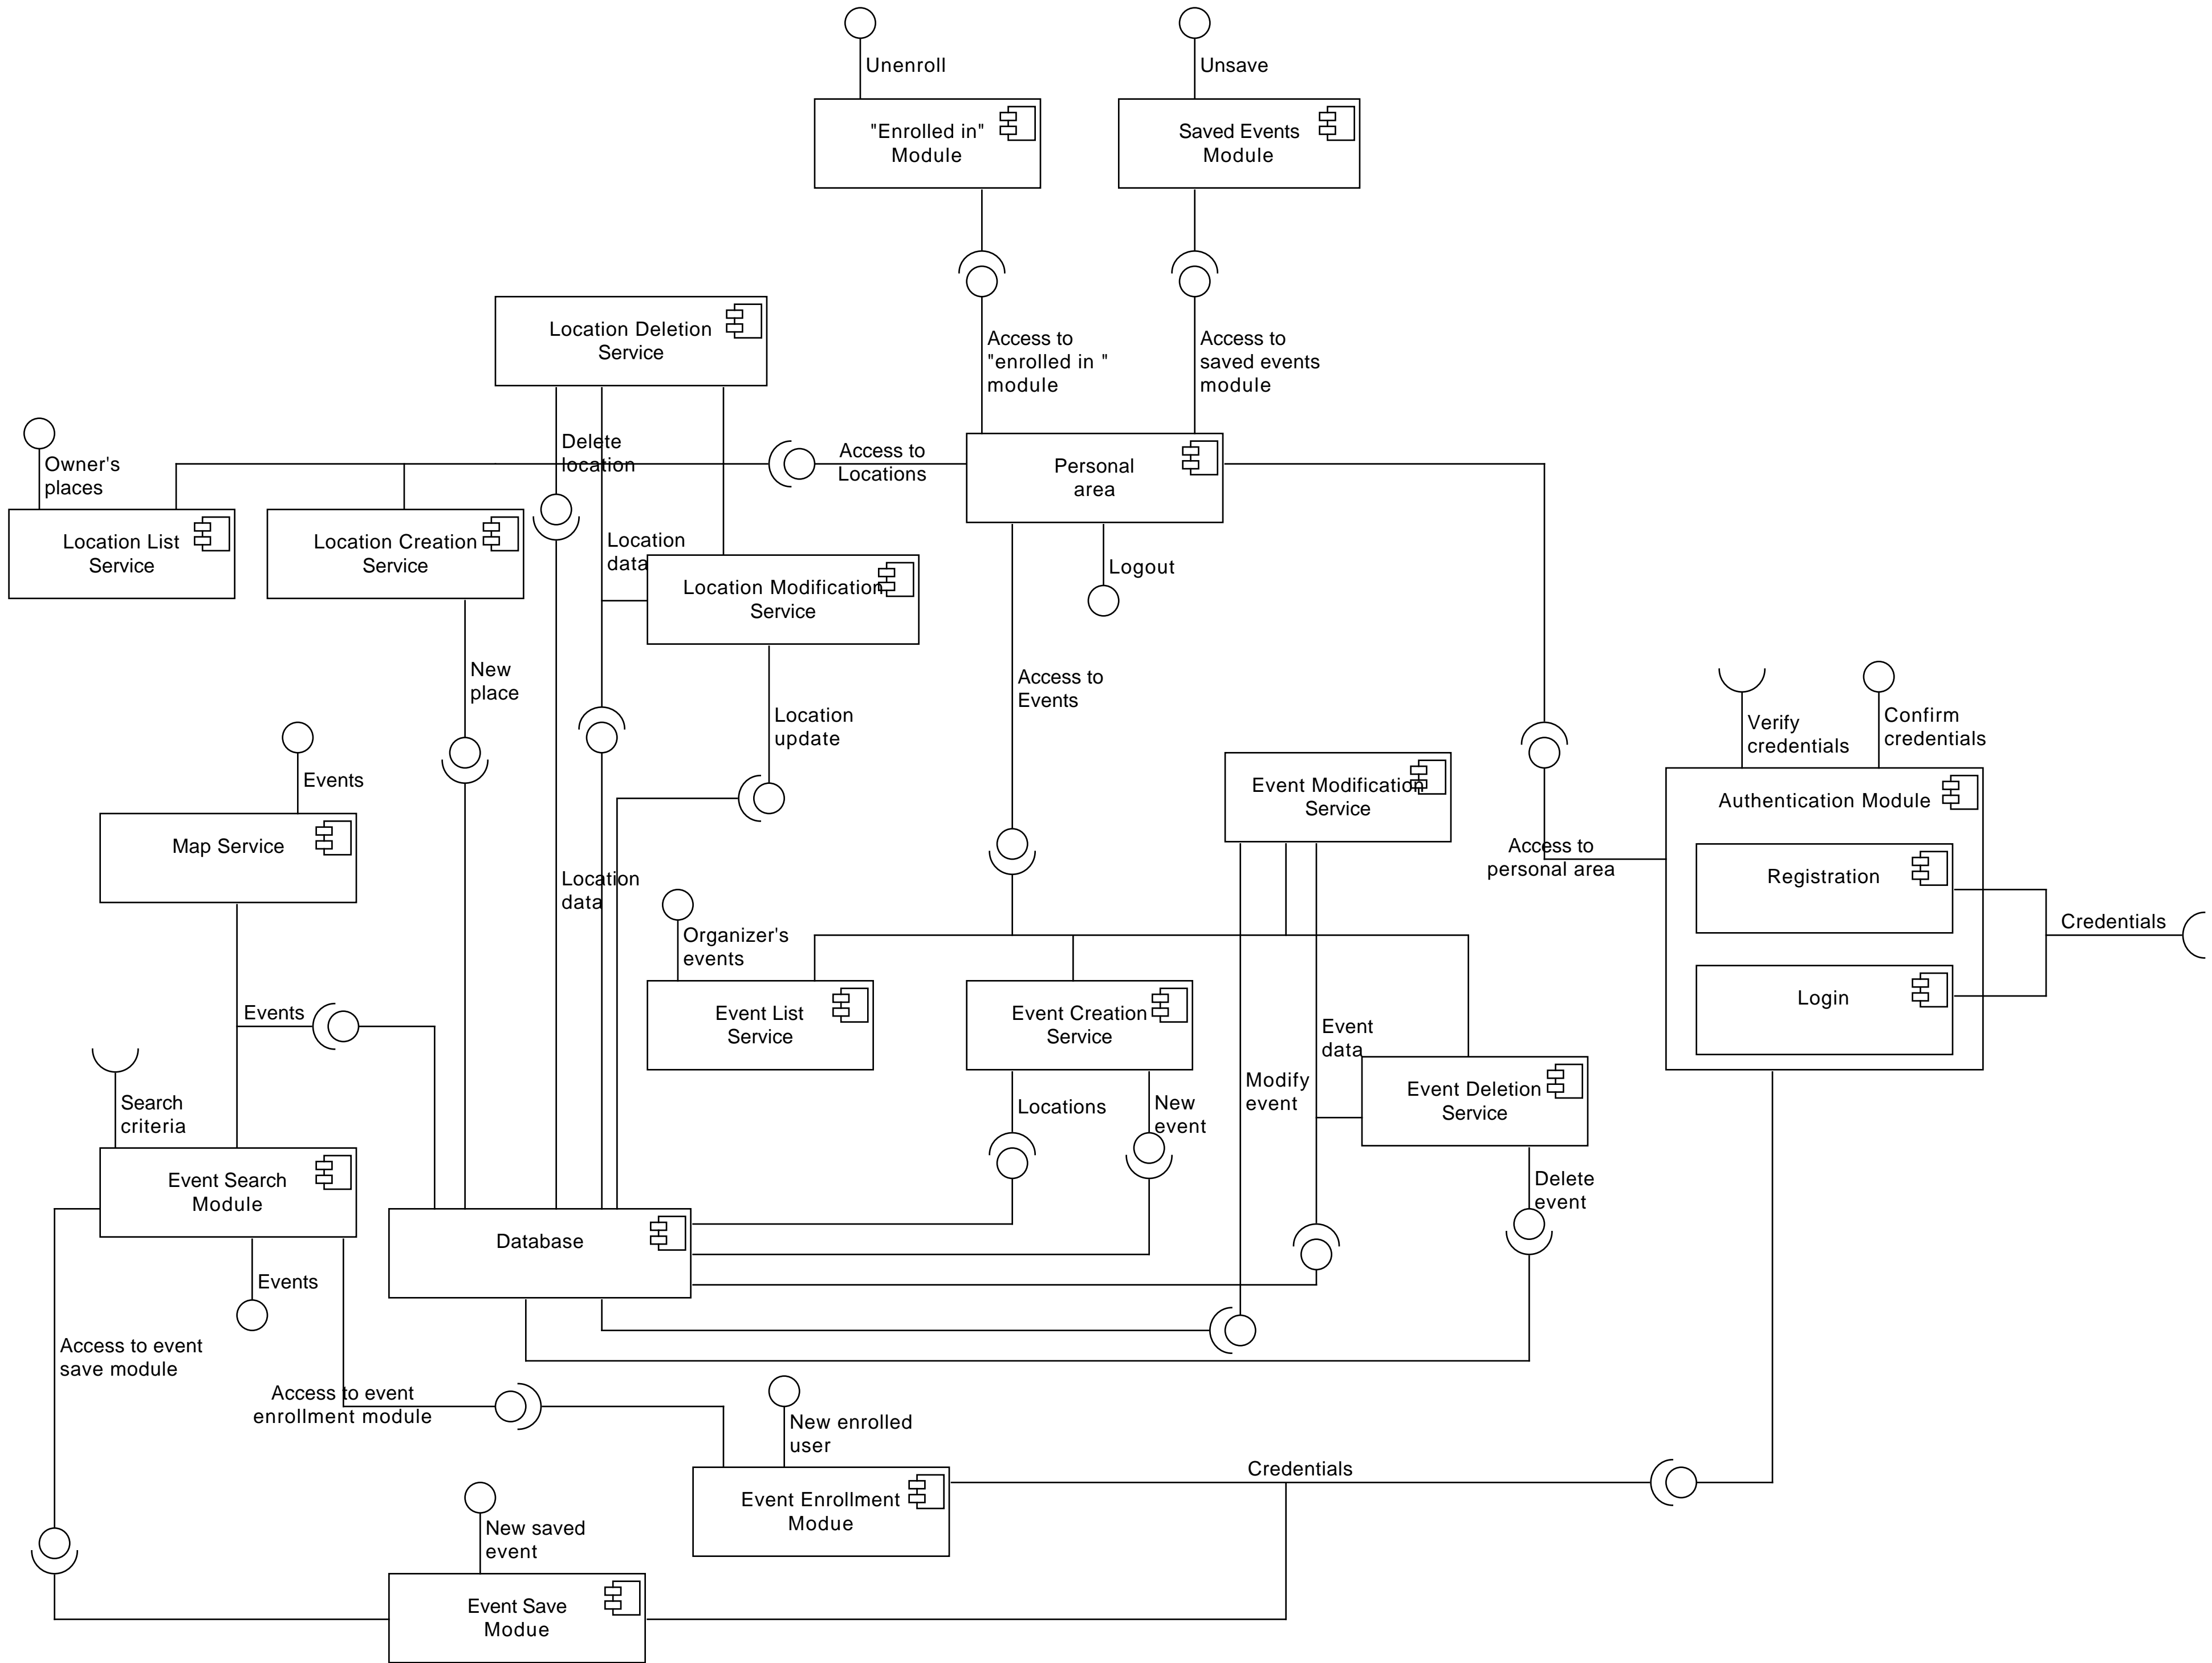 Unenroll
Unsave
"Enrolled in"
Module
Saved Events
Module
Location Deletion
Service
Access to
"enrolled in "
module
Access to
saved events
module
Delete
location
Access to
Locations
Owner's
places
Personal
area
Location List
Service
Location Creation
Service
Location
data
Location Modification
Service
Logout
New
place
Access to
Events
Location
update
Verify
credentials
Confirm
credentials
Events
Event Modification
Service
Authentication Module
Map Service
Access to
personal area
Registration
Location
data
Organizer's
events
Credentials
Login
Events
Event List
Service
Event Creation
Service
Event
data
Search
criteria
Locations
New
event
Modify
event
Event Deletion
Service
Event Search
Module
Delete
event
Database
Events
Access to event
save module
Access to event
enrollment module
New enrolled
user
Credentials
Event Enrollment
Modue
New saved
event
Event Save
Modue